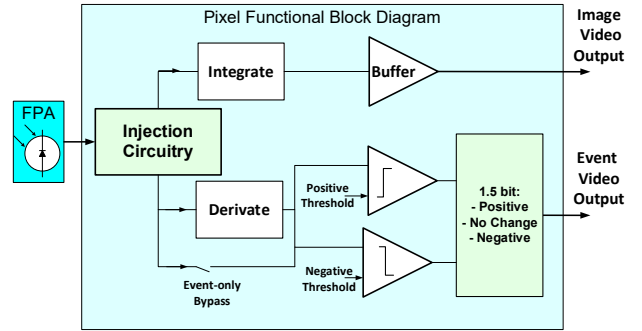 Pixel Functional Block Diagram
Image
Video
Output
Integrate
Buffer
FPA
Injection
Circuitry
Event
Video
Output
Positive
Threshold
Derivate
1.5 bit:
- Positive
- No Change
- Negative
Event-only
Bypass
Negative
Threshold